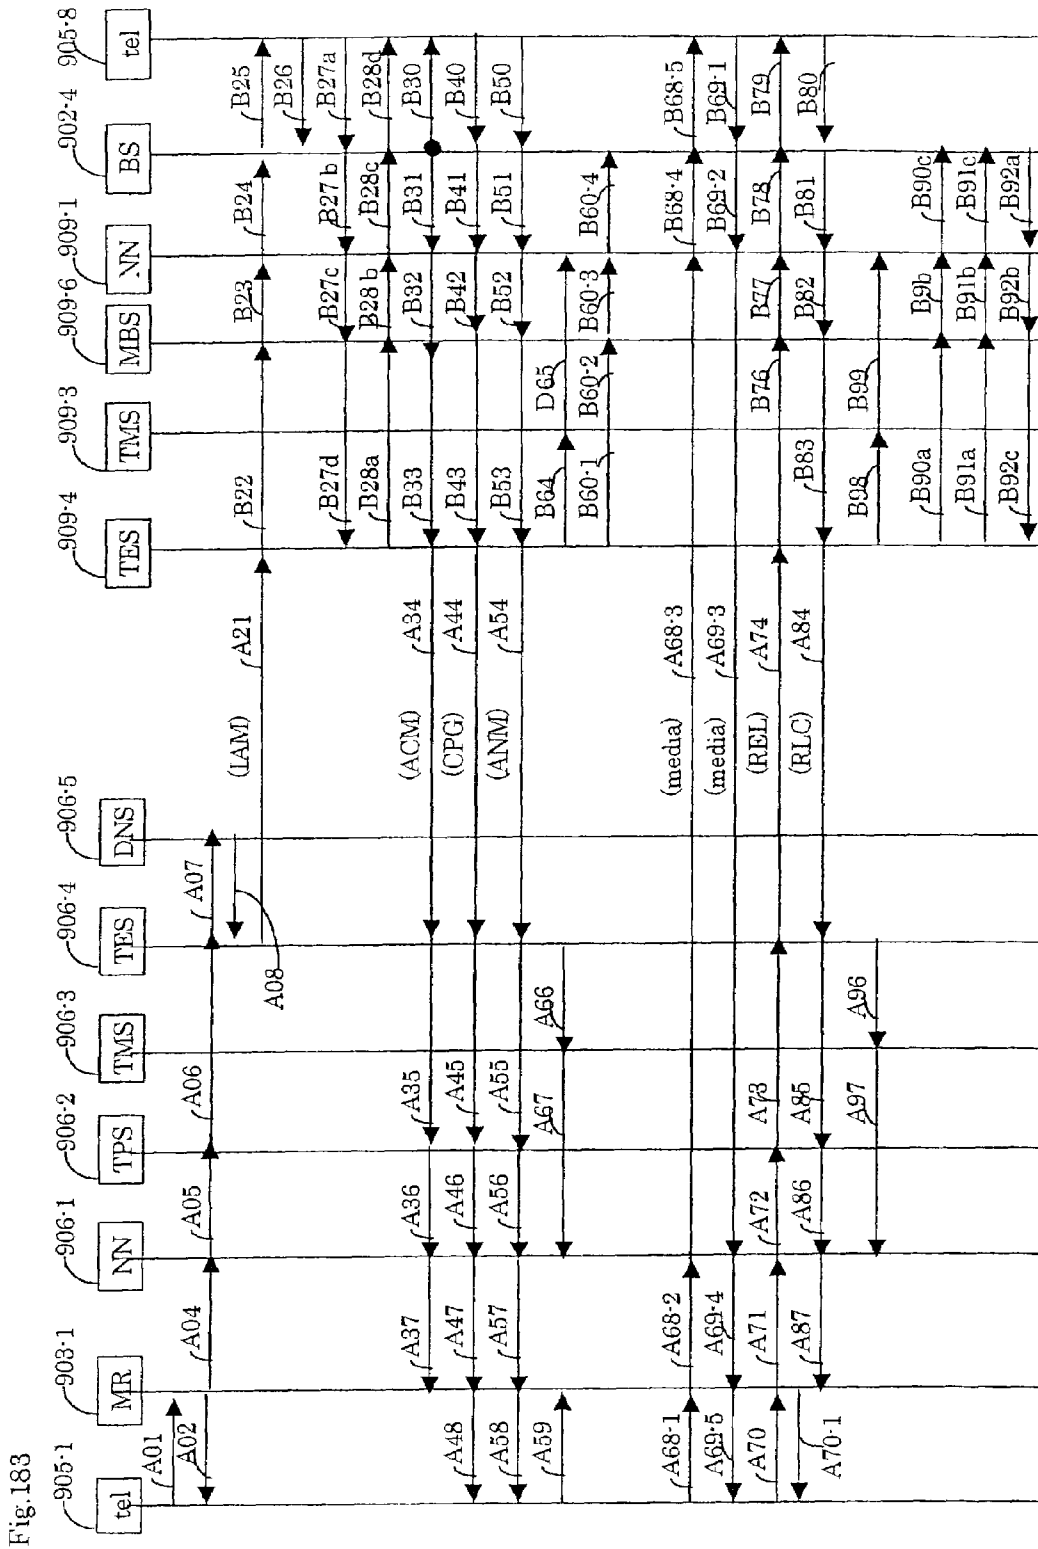 Fig.183
905·1
903·1
906·1
906·2
906·3
906·4
906·5
909·4
909·3
909·6
909·1
902·4
905·8
tel
MR
NN
TPS
TMS
TES
DNS
TES
TMS
MBS
NN
BS
tel
A01
A02
A04
A05
A06
A07
A08
(IAM)
A21
B22
B23
B24
B25
B26
B27d
B27c
B27b
B27a
B28a
B28b
B28c
B28d
A37
A36
A35
(ACM)
A34
B33
B32
B31
B30
A48
A47
A46
A45
(CPG)
A44
B43
B42
B41
B40
A58
A57
A56
A55
(ANM)
A54
B53
B52
B51
B50
A59
A67
A66
B64
D65
B60·1
B60·2
B60·3
B60·4
A68·1
A68·2
(media)
A68·3
B68·4
B68·5
A69·5
A69·4
(media)
A69·3
B69·2
B69·1
A70
A71
A72
A73
(REL)
A74
B76
B77
B78
B79
A70·1
A87
A86
A85
(RLC)
A84
B83
B82
B81
B80
A97
A96
B98
B99
B90a
B9b
B90c
B91a
B91b
B91c
B92c
B92b
B92a